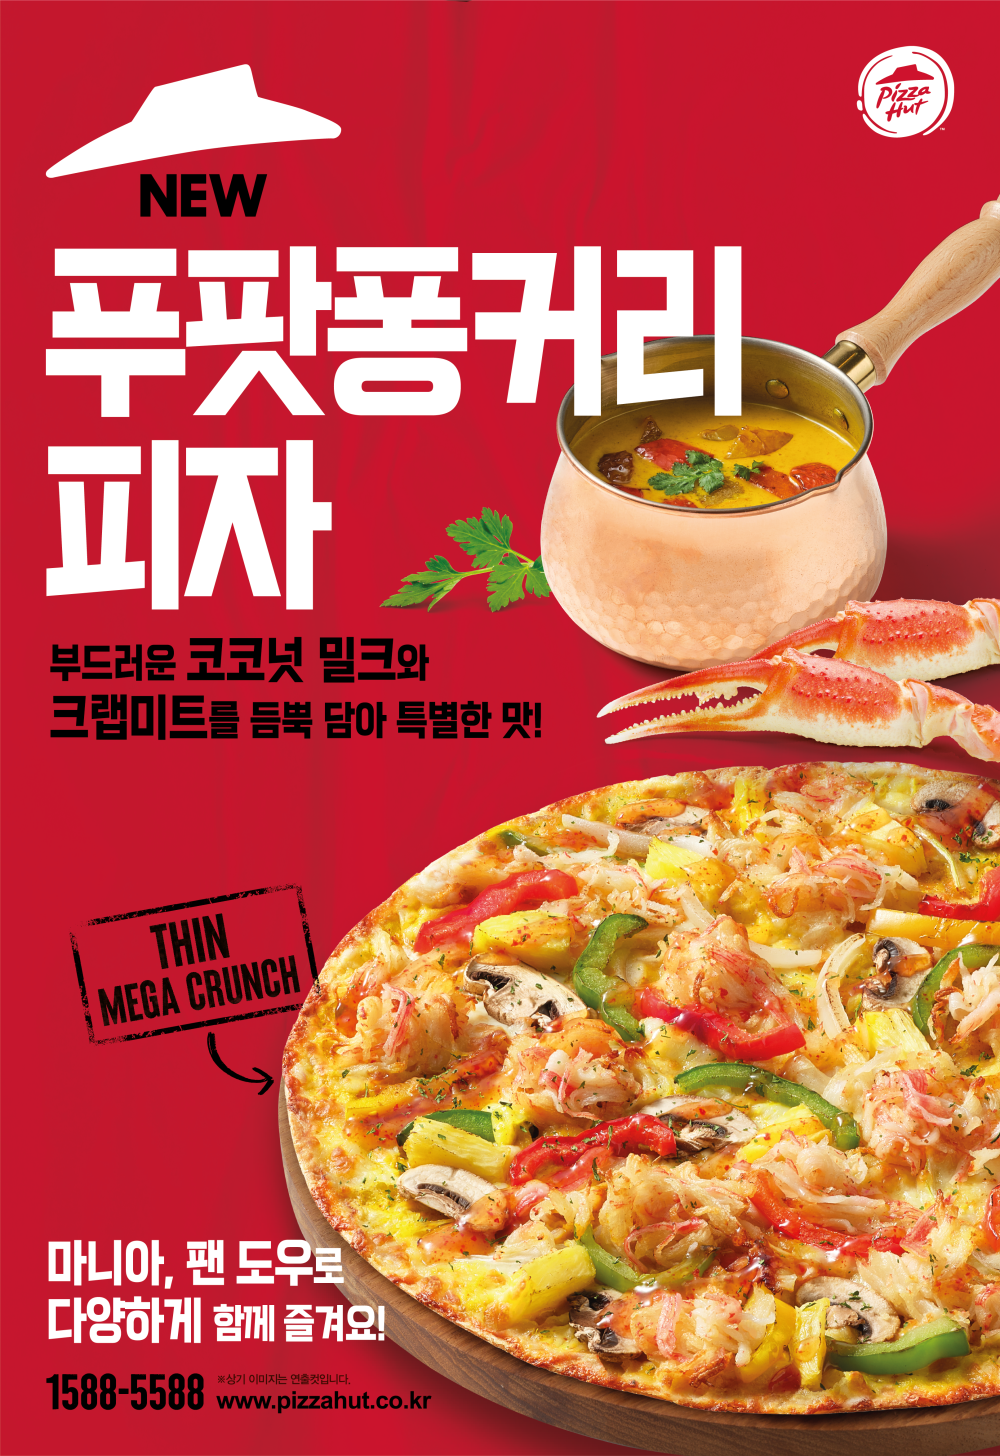 Pizza
Hut
NEW
푸팟퐁커리
피자
부드러운 코코넛 밀크와
크랩미트를 듬뿍 담아 특별한 맛!
THIN
MEGA CRUNCH
마니아, 팬 도우로
다양하게 함께 즐겨요!
1588-5588
※상기 이미지는 연출컷입니다.
www.pizzahut.co.kr